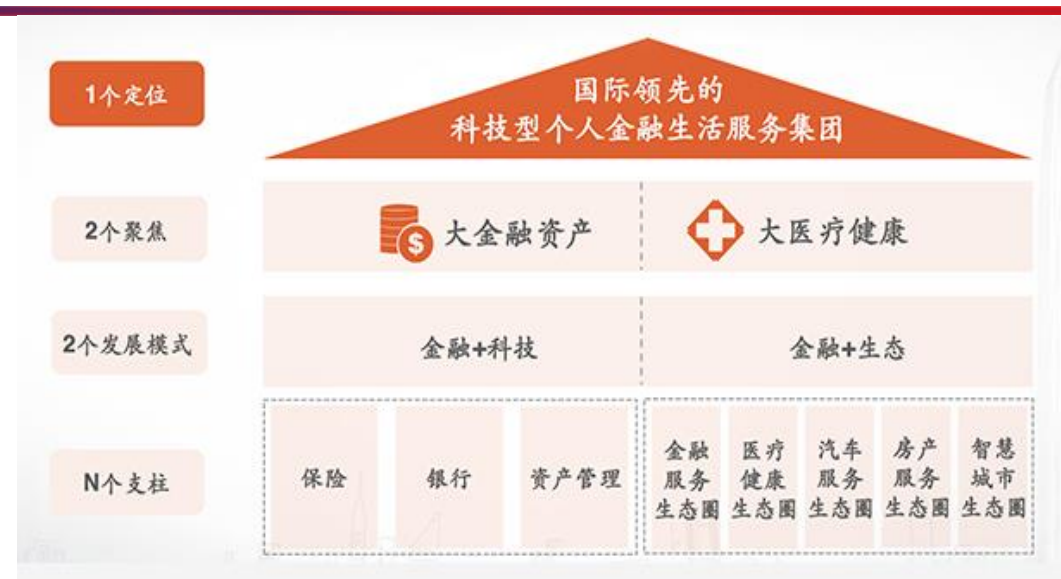 1个定位
国际领先的
科技型个人金融生活服务集团
2个聚焦
$
大金融资产
大医疗健康
2个发展模式
金融+科技
金融+生态
N个支柱
保险
银行
资产管理
金融
服务
生态圈
医疗
健康
生态圈
汽车
服务
生态圈
房产
服务
生态圈
智慧
城市
生态圈